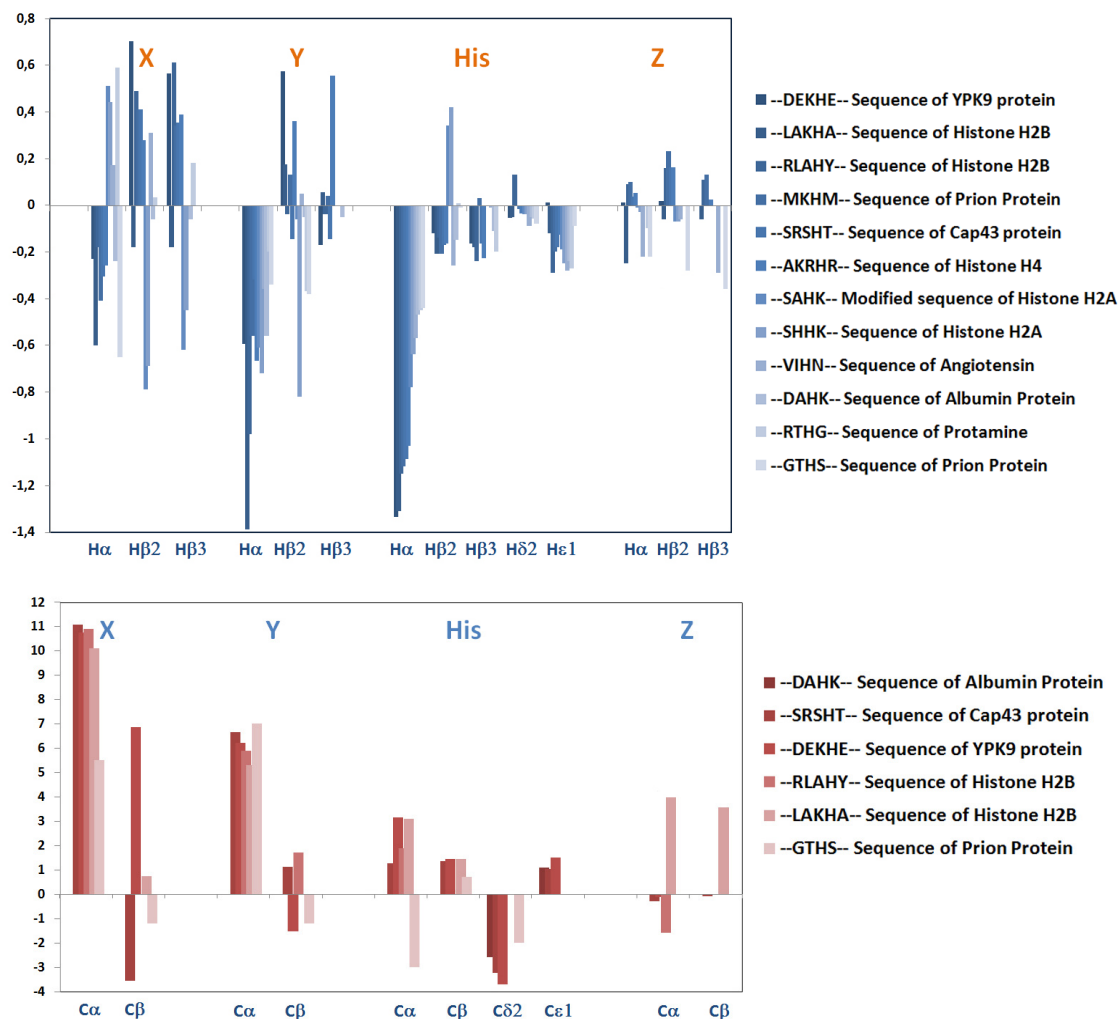 0,8
0,6
0,4
0,2
0
-0,2
-0,4
-0,6
-0,8
-1
-1,2
-1,4
X Y His Z
Hα Hβ2 Hβ3 Hα Hβ2 Hβ3 Hα Hβ2 Hβ3 Hδ2 Hε1 Hα Hβ2 Hβ3
--DEKHE-- Sequence of YPK9 protein
--LAKHA-- Sequence of Histone H2B
--RLAHY-- Sequence of Histone H2B
--MKHM-- Sequence of Prion Protein
--SRSHT-- Sequence of Cap43 protein
--AKRHR-- Sequence of Histone H4
--SAHK-- Modified sequence of Histone H2A
--SHHK-- Sequence of Histone H2A
--VIHN-- Sequence of Angiotensin
--DAHK-- Sequence of Albumin Protein
--RTHG-- Sequence of Protamine
--GTHS-- Sequence of Prion Protein
12
11
10
9
8
7
6
5
4
3
2
1
0
-1
-2
-3
-4
X Y His Z
Cα Cβ Cα Cβ Cα Cβ Cδ2 Cε1 Cα Cβ
--DAHK-- Sequence of Albumin Protein
--SRSHT-- Sequence of Cap43 protein
--DEKHE-- Sequence of YPK9 protein
--RLAHY-- Sequence of Histone H2B
--LAKHA-- Sequence of Histone H2B
--GTHS-- Sequence of Prion Protein